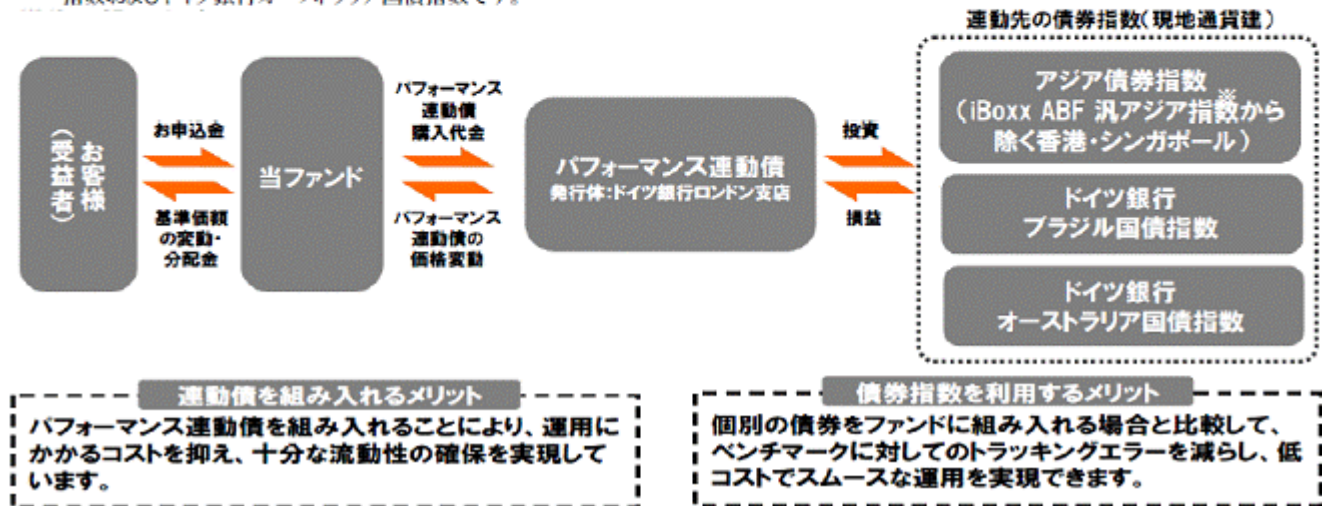 連動先の債券指数(現地通貨建)
お客様
(受益者)
お申込金
基準価額
の変動・
分配金
当ファンド
パフォーマンス
連動債
購入代金
パフォーマンス
連動債の
価格変動
パフォーマンス連動債
発行体:ドイツ銀行ロンドン支店
投資
損益
アジア債券指数
※
(iBoxx ABF 汎アジア指数から
除く香港・シンガポール)
ドイツ銀行
ブラジル国債指数
ドイツ銀行
オーストラリア国債指数
連動債を組み入れるメリット
パフォーマンス連動債を組み入れることにより、運用に
かかるコストを抑え、十分な流動性の確保を実現して
います。
債券指数を利用するメリット
個別の債券をファンドに組み入れる場合と比較して、
ベンチマークに対してのトラッキングエラーを減らし、低
コストでスムースな運用を実現できます。